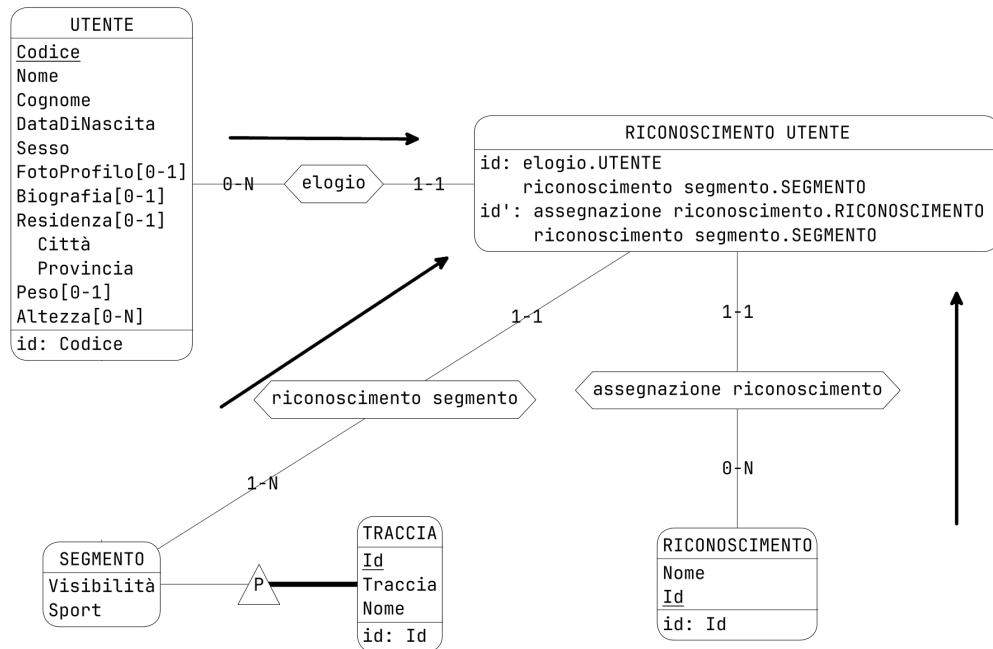 UTENTE
Codice
Nome
Cognome
DataDiNascita
Sesso
FotoProfilo[0-1]
Biografia[0-1]
Residenza[0-1]
Città
Provincia
Peso[0-1]
Altezza[0-N]
id: Codice
0-N
elogio
1-1
RICONOSCIMENTO UTENTE
id: elogio.UTENTE
riconoscimento segmento.SEGMENTO
id': assegnazione riconoscimento.RICONOSCIMENTO
riconoscimento segmento.SEGMENTO
1-1
riconoscimento segmento
1-N
1-1
assegnazione riconoscimento
0-N
SEGMENTO
Visibilità
Sport
P
TRACCIA
Id
Traccia
Nome
id: Id
RICONOSCIMENTO
Nome
Id
id: Id